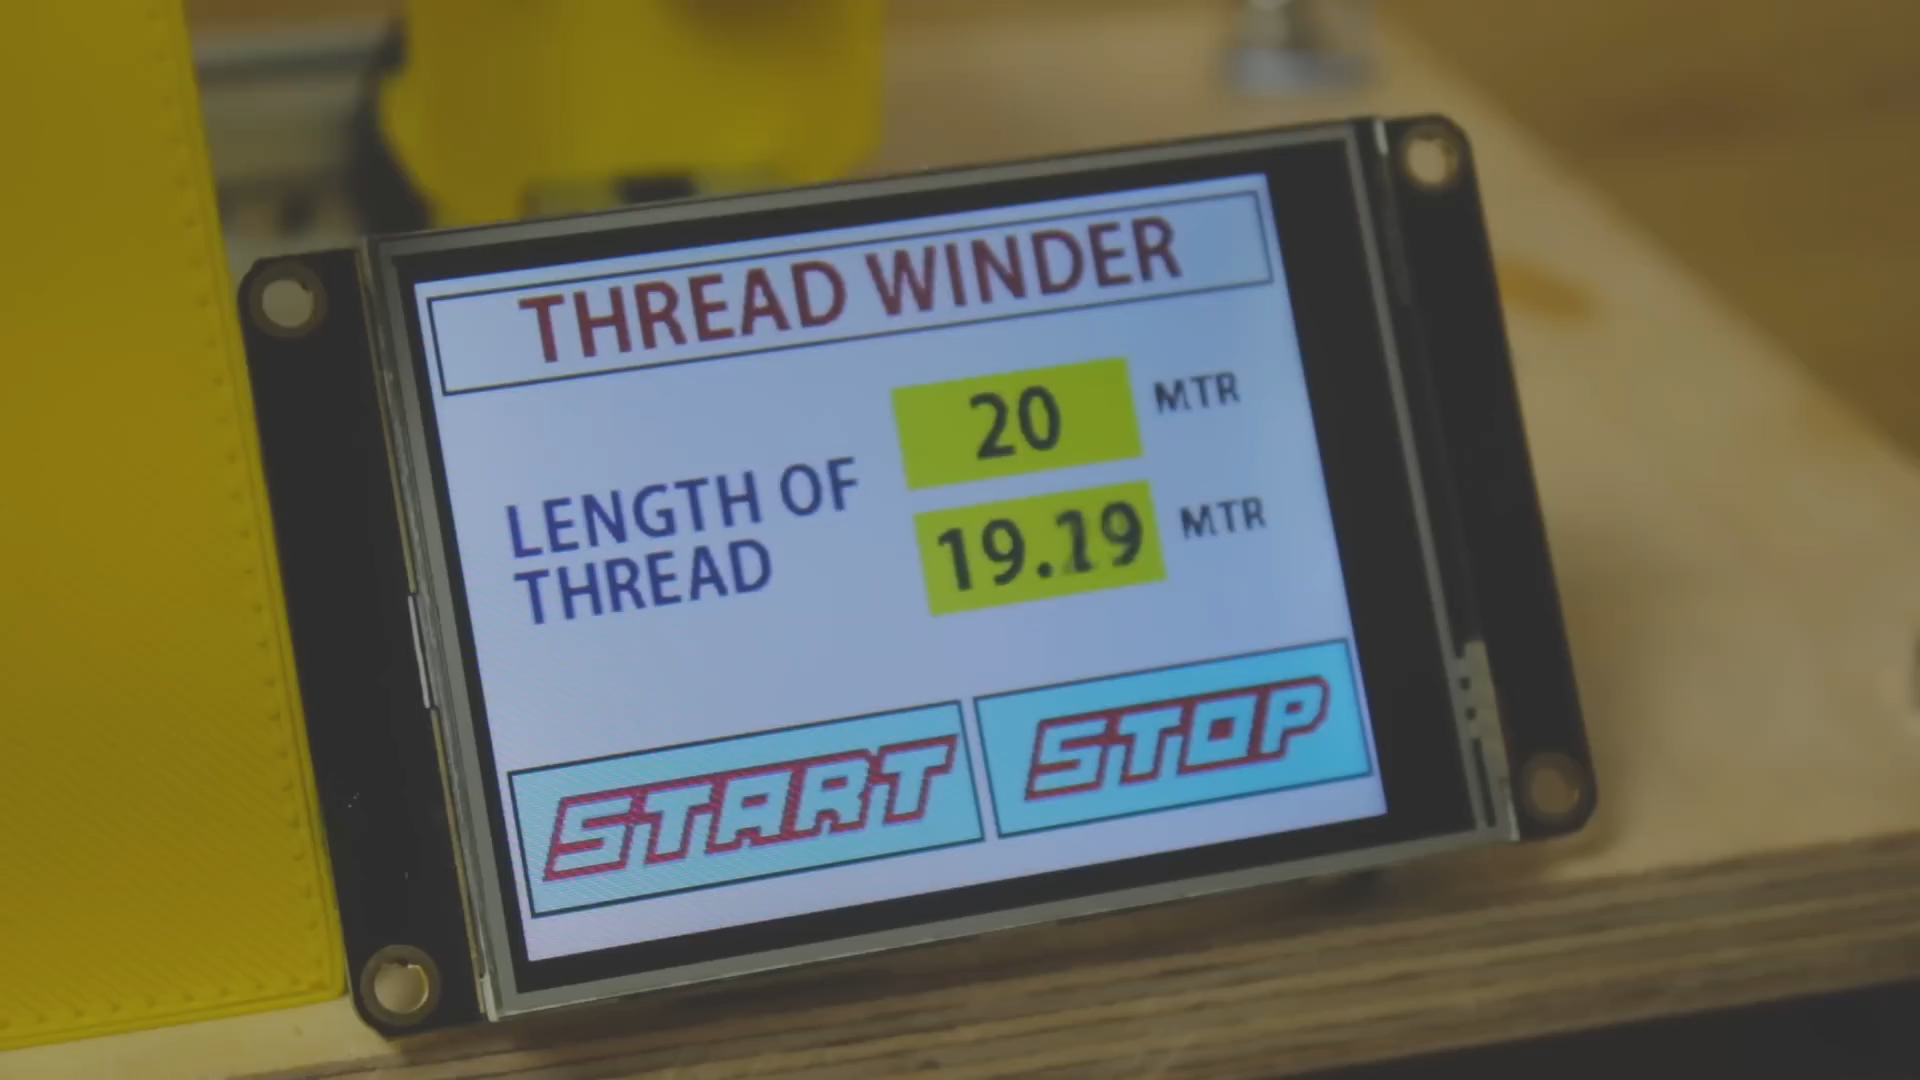 THREAD WINDER
20 MTR
LENGTH OF
THREAD
19.19 MTR
START STOP